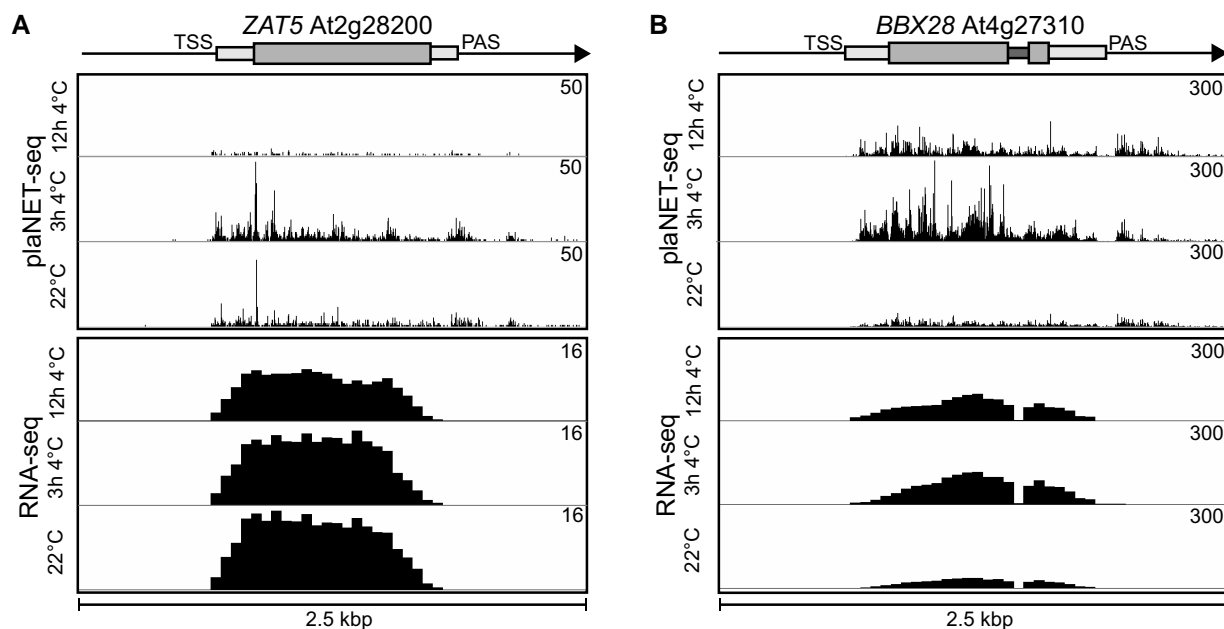 A
ZAT5 At2g28200
TSS
PAS
plaNET-seq
12h 4°C
50
3h 4°C
50
22°C
50
RNA-seq
12h 4°C
16
3h 4°C
16
22°C
16
2.5 kbp
B
BBX28 At4g27310
TSS
PAS
plaNET-seq
12h 4°C
300
3h 4°C
300
22°C
300
RNA-seq
12h 4°C
300
3h 4°C
300
22°C
300
2.5 kbp